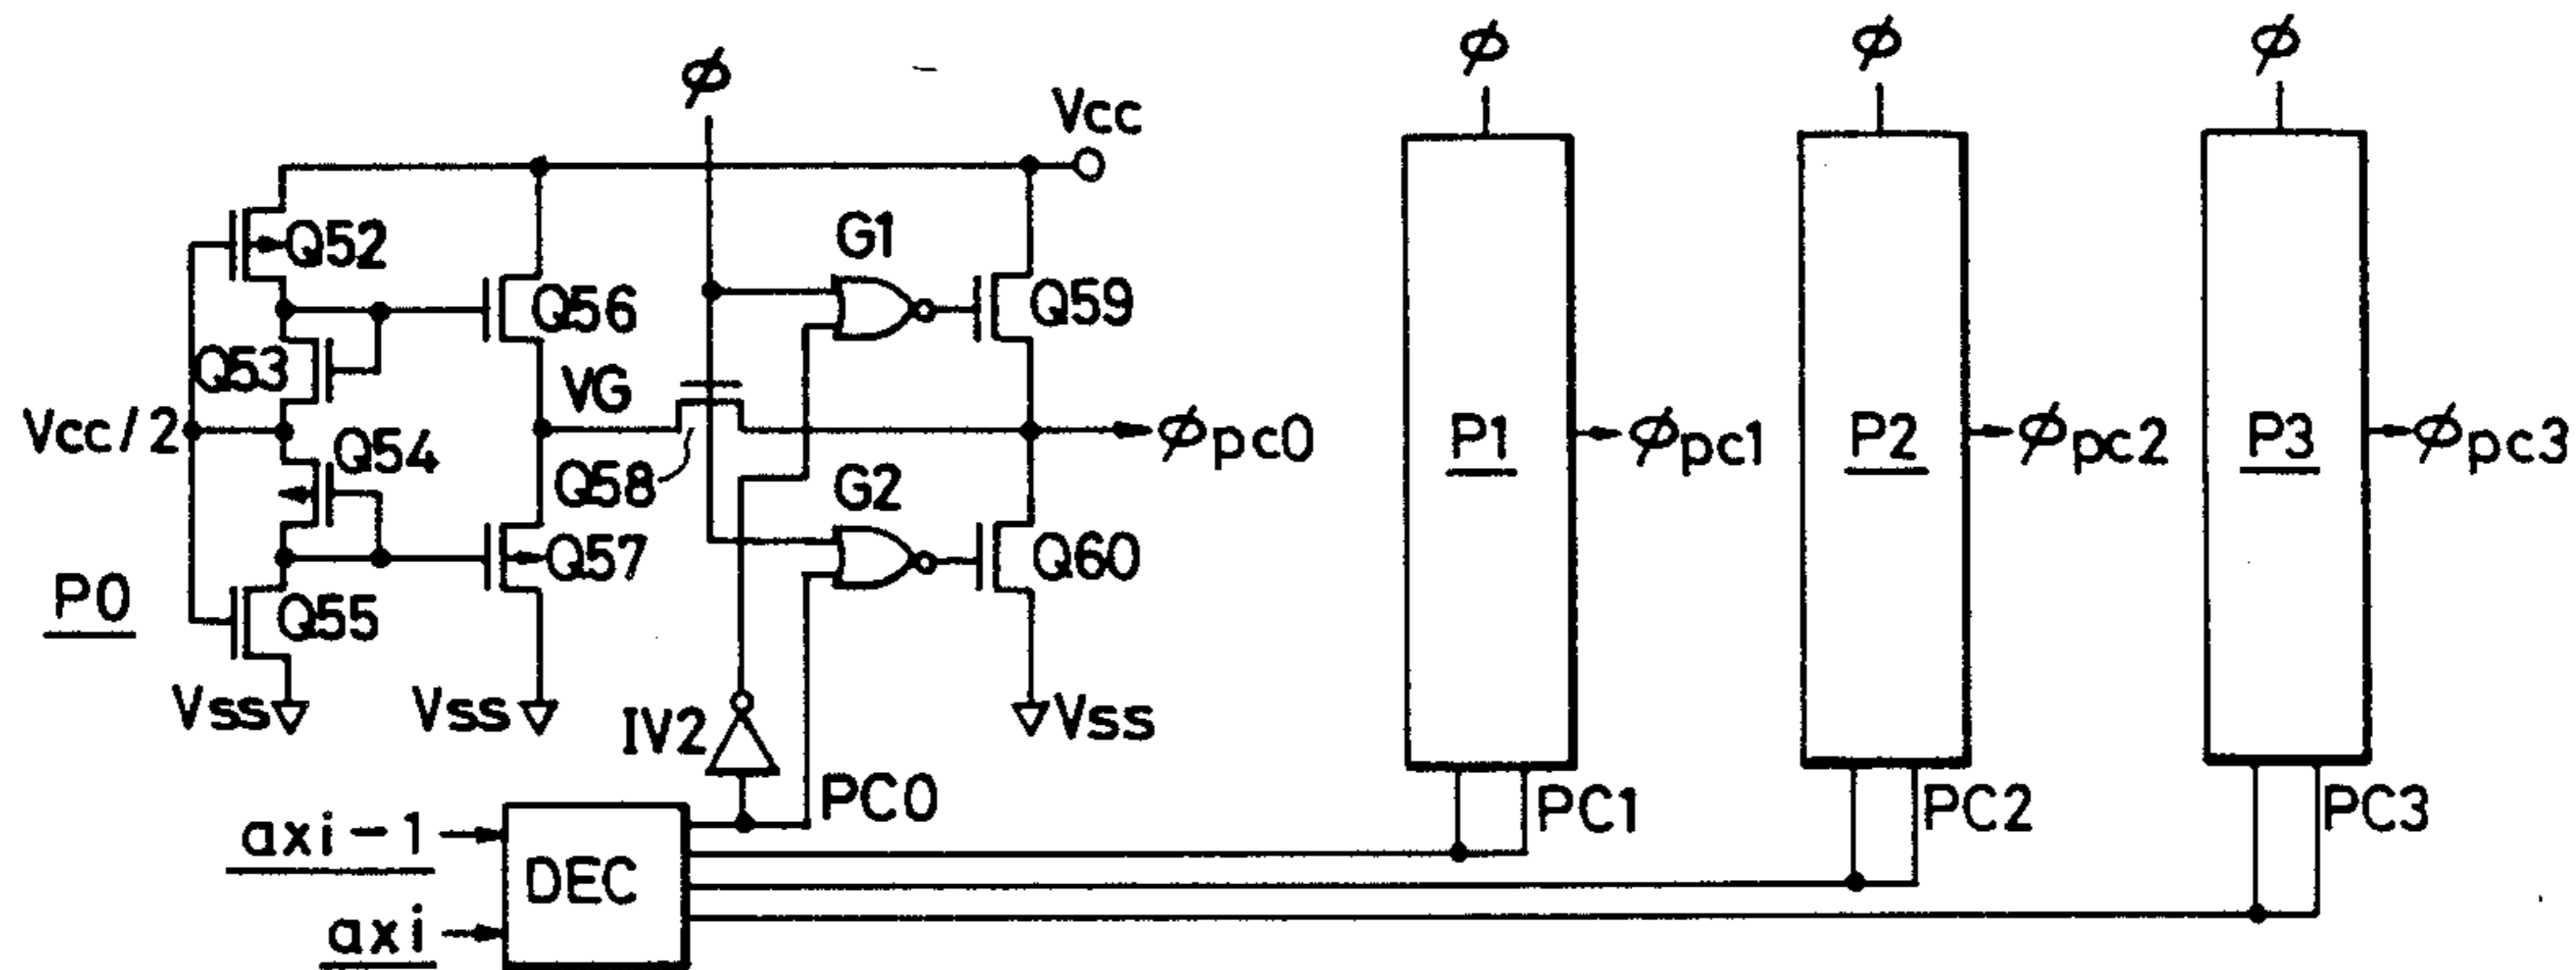 ϕ
ϕ
ϕ
ϕ
Vcc
Q52
G1
Q56
Q59
Q53
VG
Vcc/2
Q54
Q58
ϕpc0
P1
ϕpc1
P2
ϕpc2
P3
ϕpc3
G2
Q57
Q60
P0
Q55
Vss
Vss
IV2
Vss
PC0
PC1
PC2
PC3
axi-1
DEC
axi